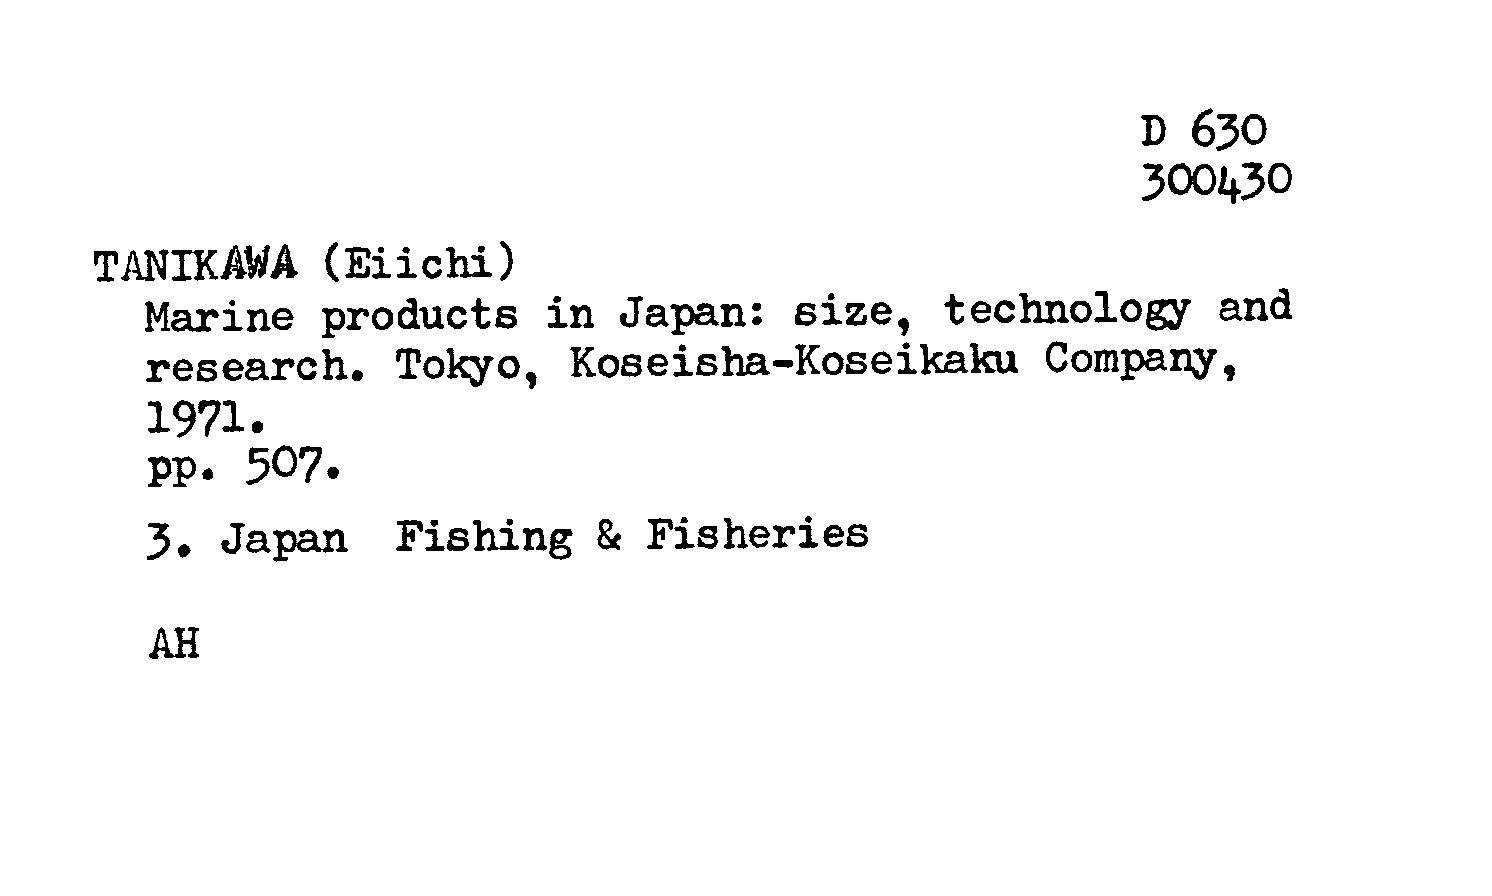 D 630
300430
TANIKAWA (Eiichi)
Marine products in Japan: size, technology and
research. Tokyo, Koseisha-Koseikaku Company,
1971.
pp. 507.
3. Japan Fishing & Fisheries
AH